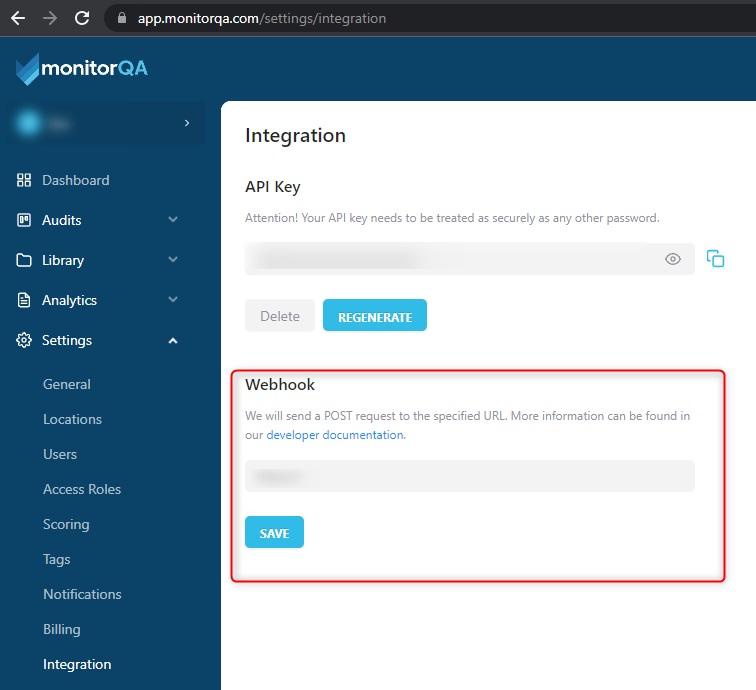 app.monitorqa.com/settings/integration
monitorQA
Dashboard
Audits
Library
Analytics
Settings
General
Locations
Users
Access Roles
Scoring
Tags
Notifications
Billing
Integration
Integration
API Key
Attention! Your API key needs to be treated as securely as any other password.
Delete
REGENERATE
Webhook
We will send a POST request to the specified URL. More information can be found in
our developer documentation.
SAVE